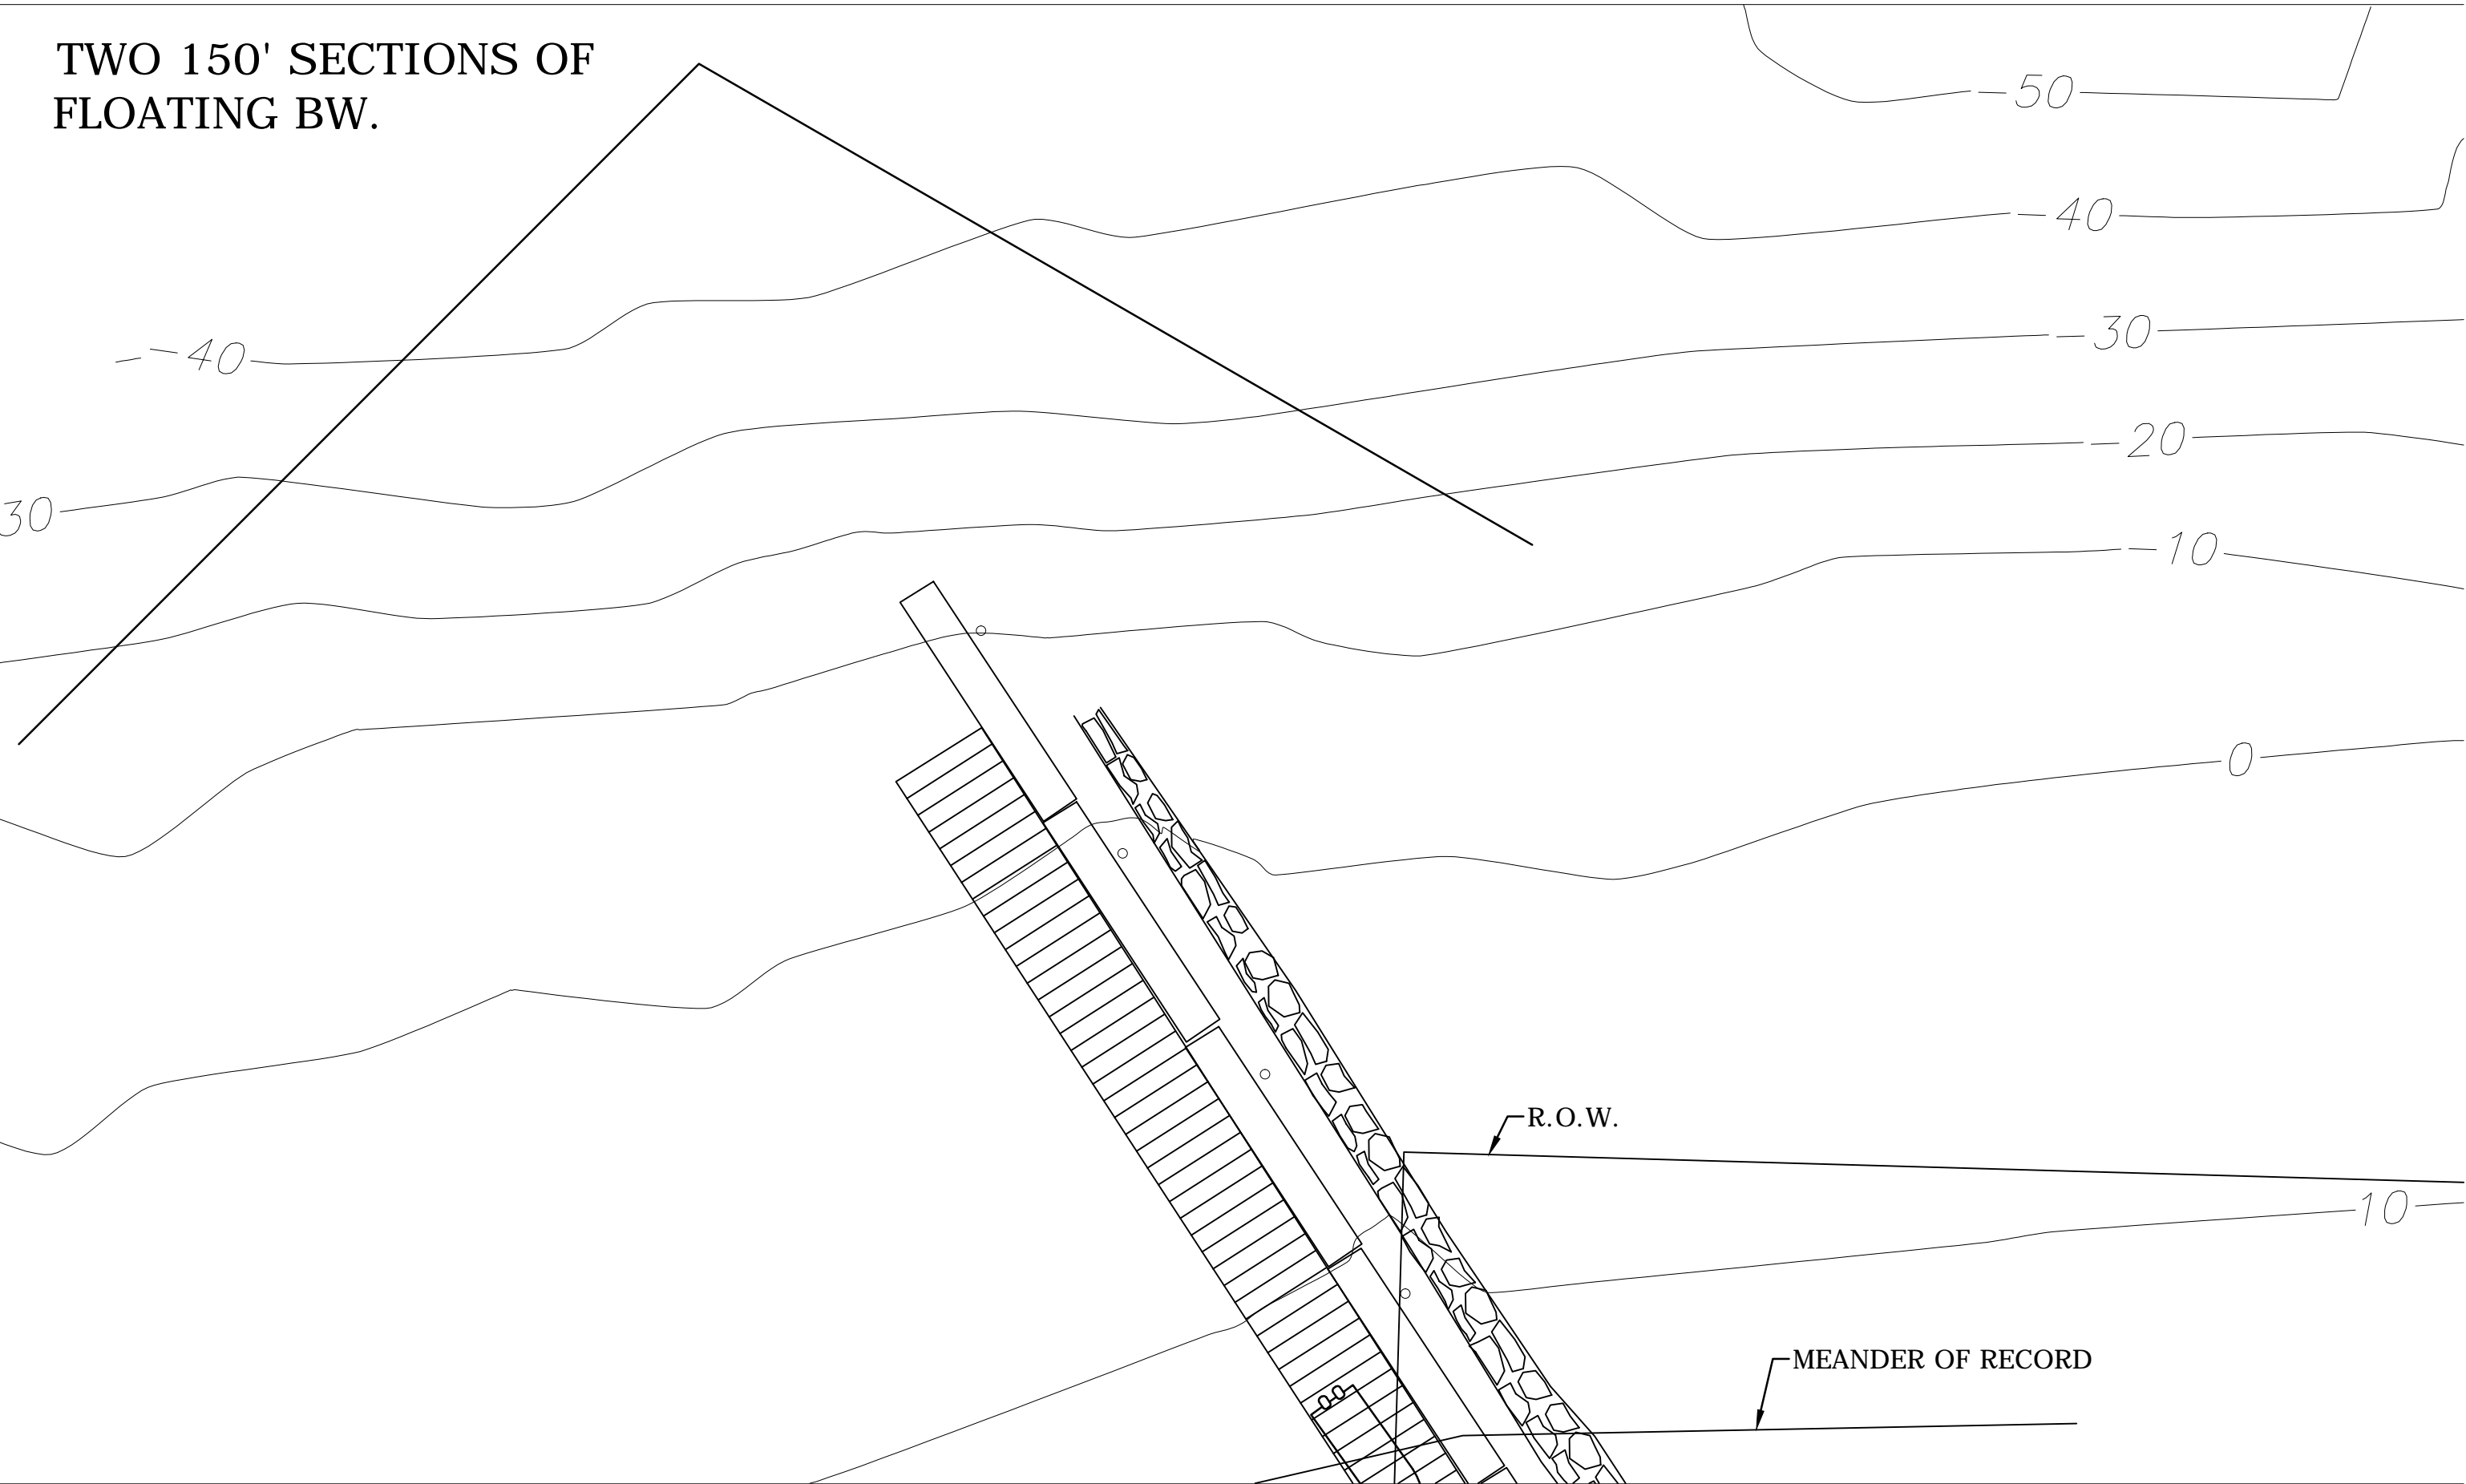 TWO 150' SECTIONS OF
FLOATING BW.
-50
-40
-30
-40
-20
30
-10
0
R.O.W.
10
MEANDER OF RECORD